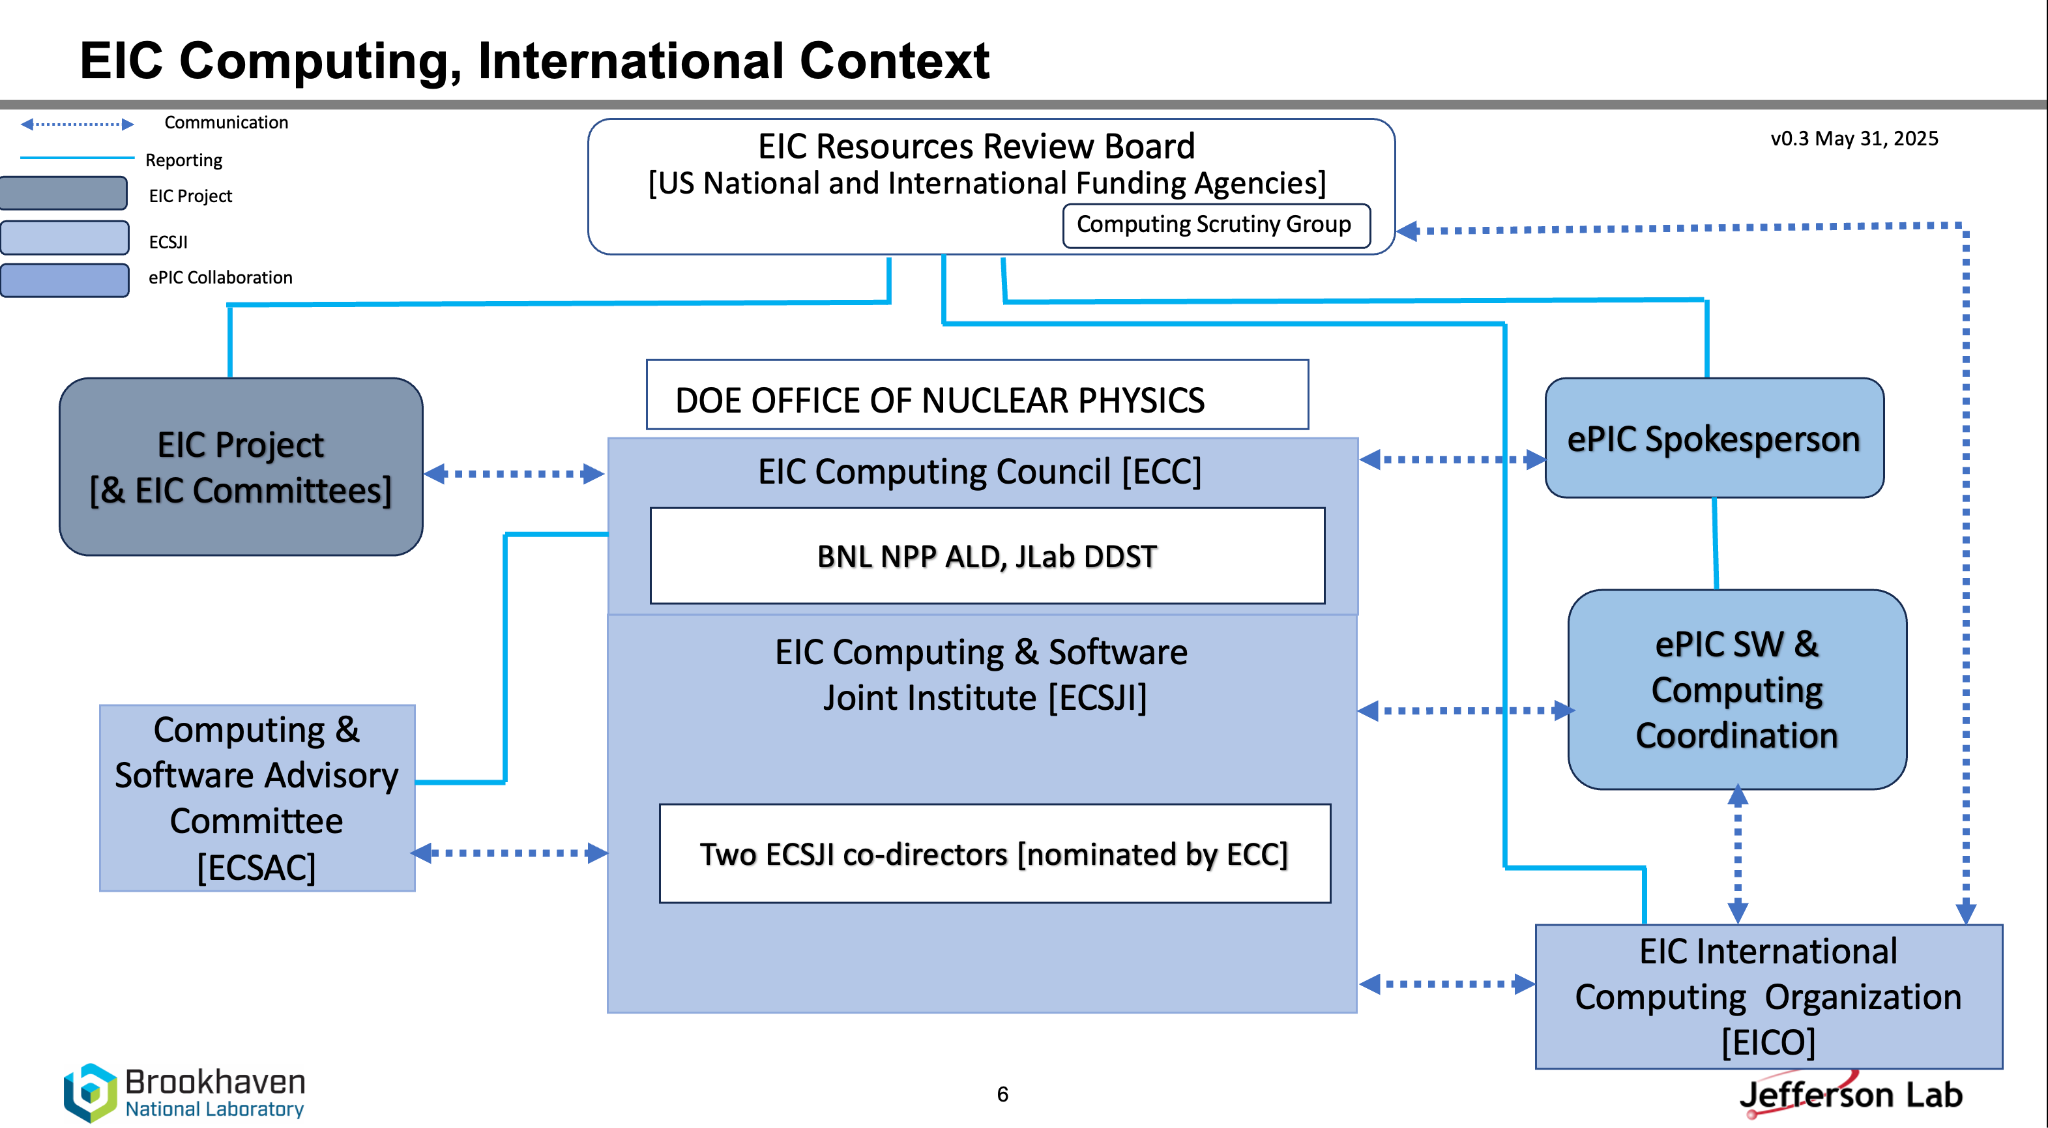 EIC Computing, International Context
Communication
Reporting
EIC Project
ECSJI
ePIC Collaboration
v0.3 May 31, 2025
EIC Resources Review Board
[US National and International Funding Agencies]
Computing Scrutiny Group
DOE OFFICE OF NUCLEAR PHYSICS
EIC Project
[& EIC Committees]
EIC Computing Council [ECC]
BNL NPP ALD, JLab DDST
ePIC Spokesperson
EIC Computing & Software
Joint Institute [ECSJI]
Two ECSJI co-directors [nominated by ECC]
ePIC SW &
Computing
Coordination
Computing &
Software Advisory
Committee
[ECSAC]
EIC International
Computing  Organization
[EICO]
Brookhaven
National Laboratory
6
Jefferson Lab